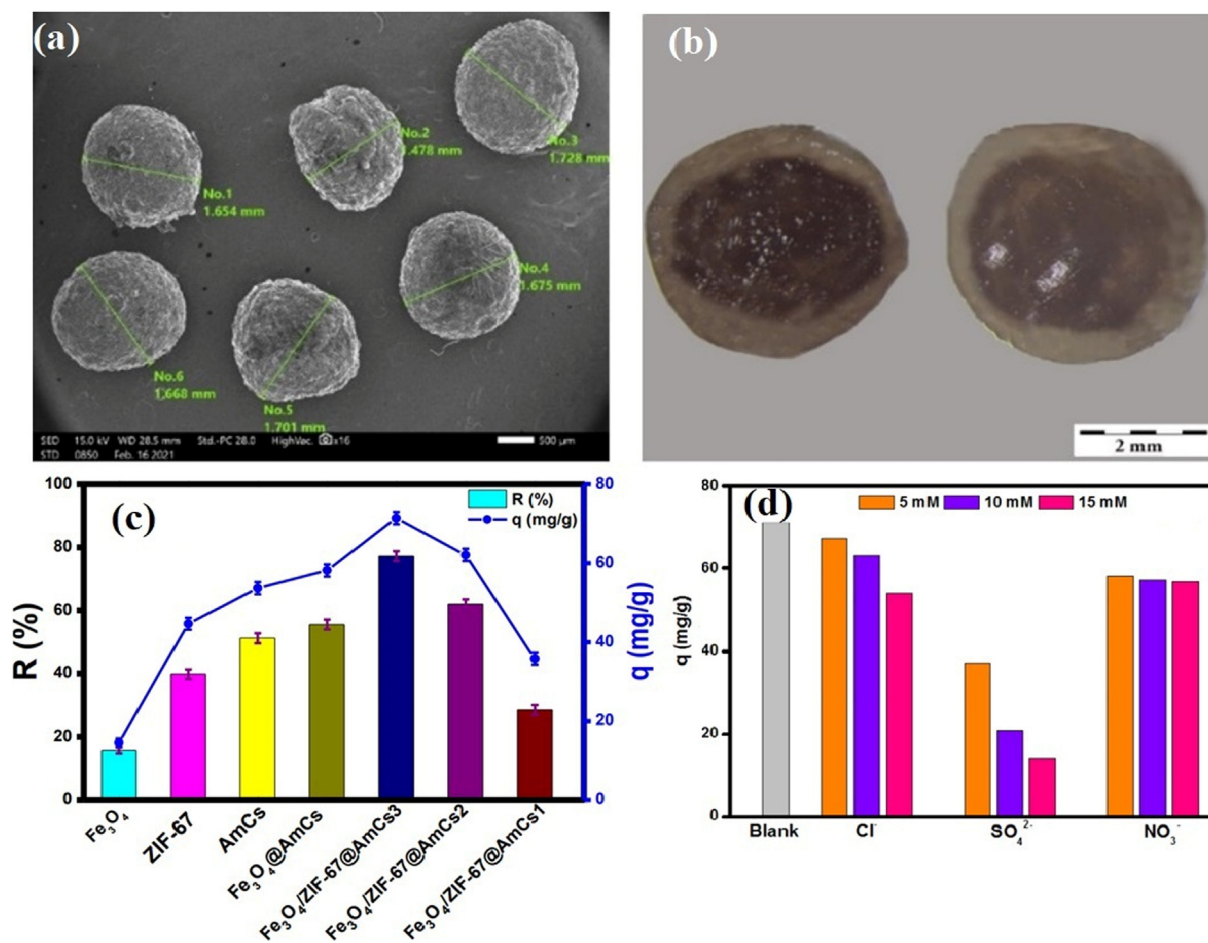 (a)
No.1
1.654 mm
No.2
1.478 mm
No.3
1.728 mm
No.4
1.675 mm
No.5
1.701 mm
No.6
1.668 mm
SED 15.0 kV WD 28.5 mm Std.-PC 28.0 HighVac. x16 500 µm
STD 0850 Feb. 16 2021
(b)
2 mm
(c)
R (%)
q (mg/g)
R (%)
100
80
60
40
20
0
q (mg/g)
80
60
40
20
0
Fe₃O₄
ZIF-67
AmCs
Fe₃O₄@AmCs
Fe₃O₄/ZIF-67@AmCs3
Fe₃O₄/ZIF-67@AmCs2
Fe₃O₄/ZIF-67@AmCs1
(d)
5 mM 10 mM 15 mM
q (mg/g)
80
60
40
20
0
Blank
Cl⁻
SO₄²⁻
NO₃⁻